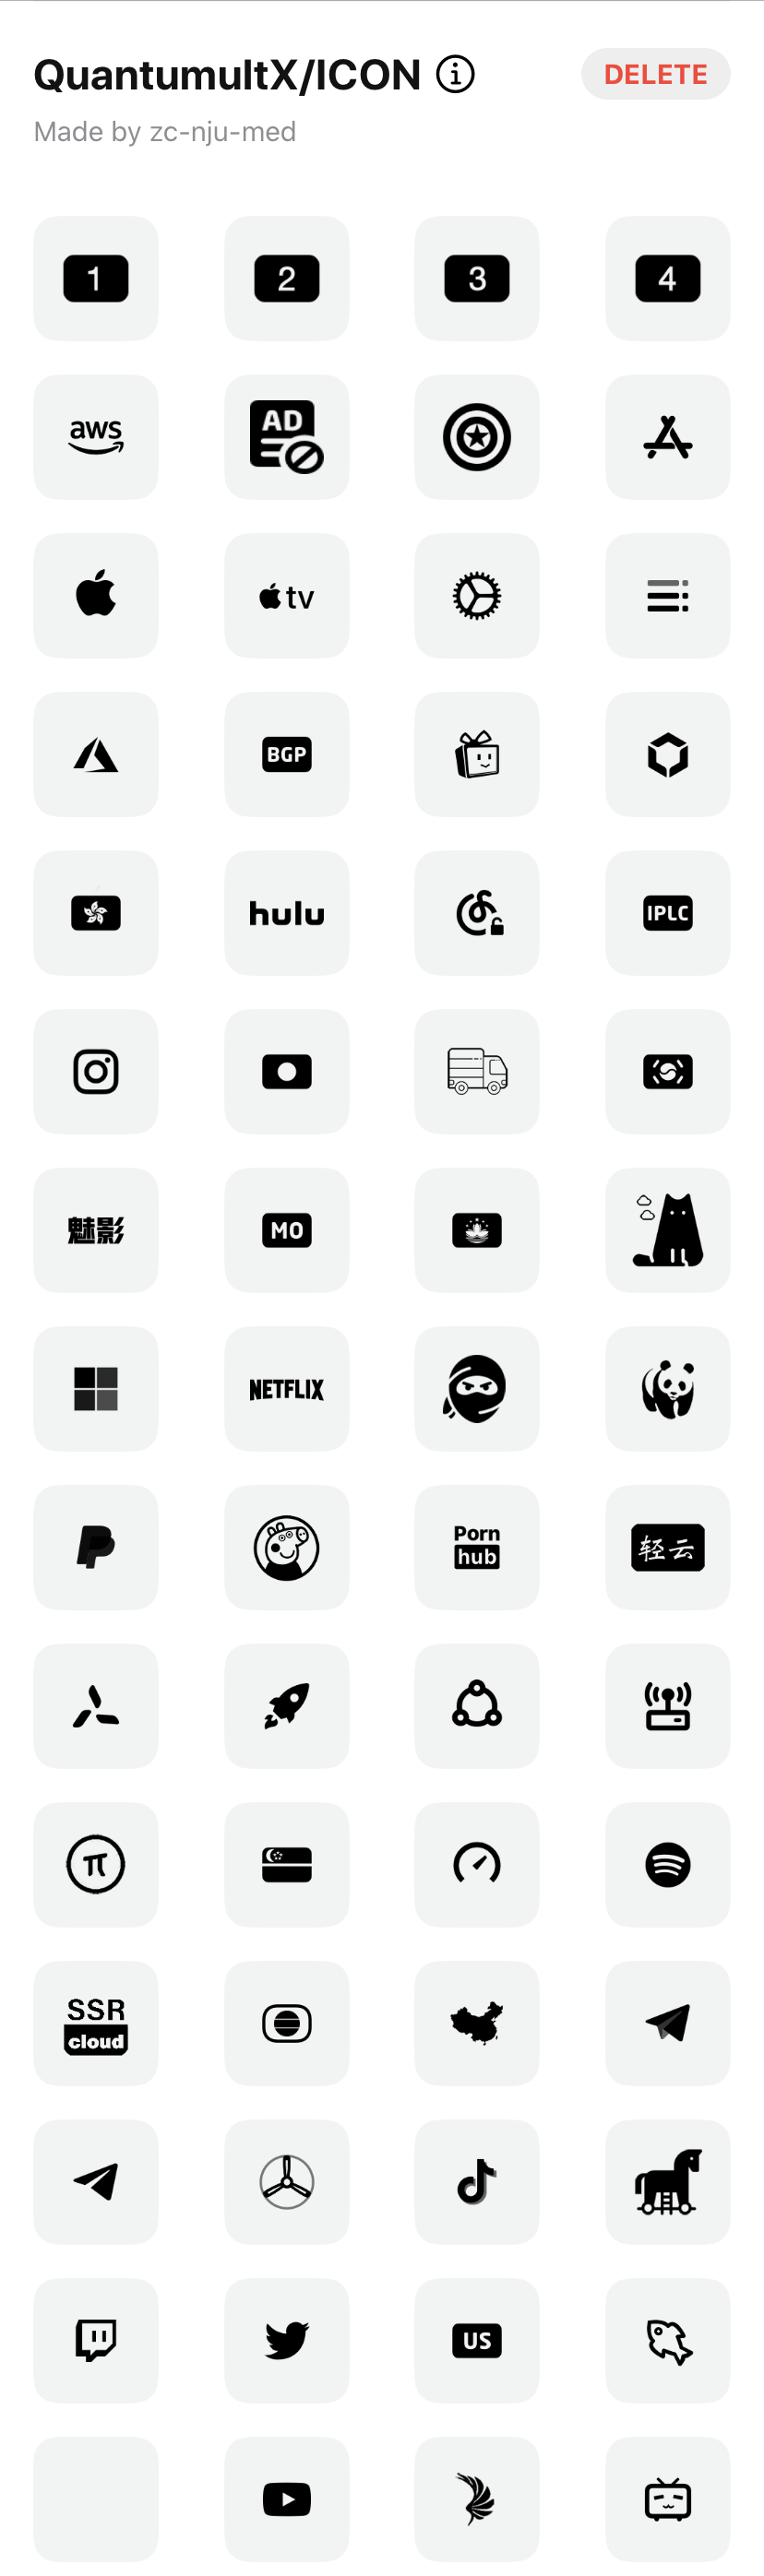 QuantumultX/ICON
DELETE
Made by zc-nju-med
1
2
3
4
aws
AD
tv
BGP
hulu
IPLC
魅影
MO
NETFLIX
Porn
hub
轻云
π
SSR
cloud
US